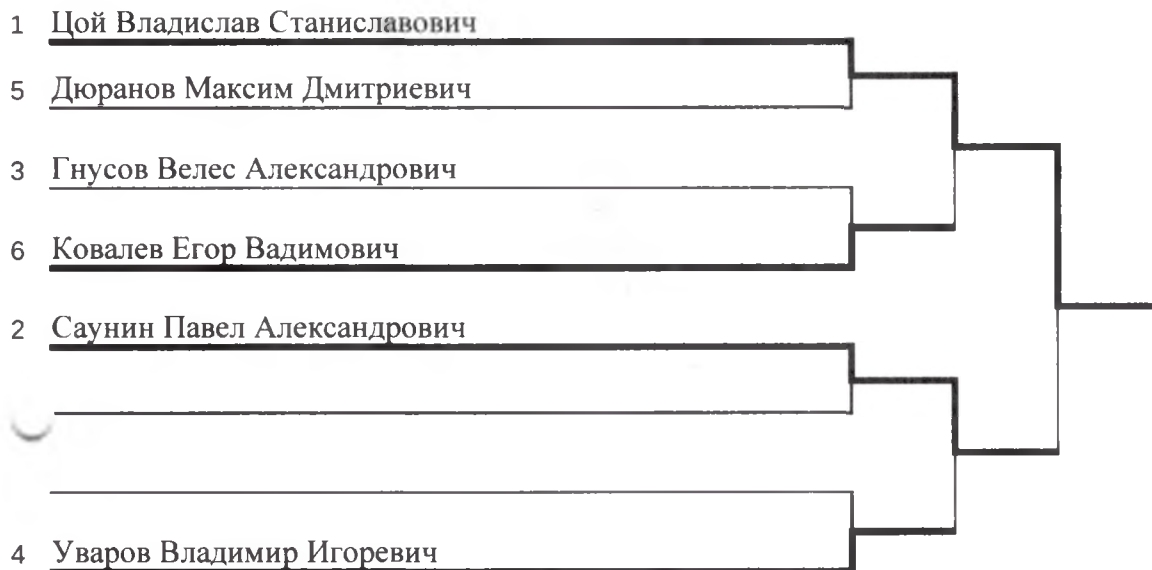 1 Цой Владислав Станиславович
5 Дюранов Максим Дмитриевич
3 Гнусов Велес Александрович
6 Ковалев Егор Вадимович
2 Саунин Павел Александрович
4 Уваров Владимир Игоревич